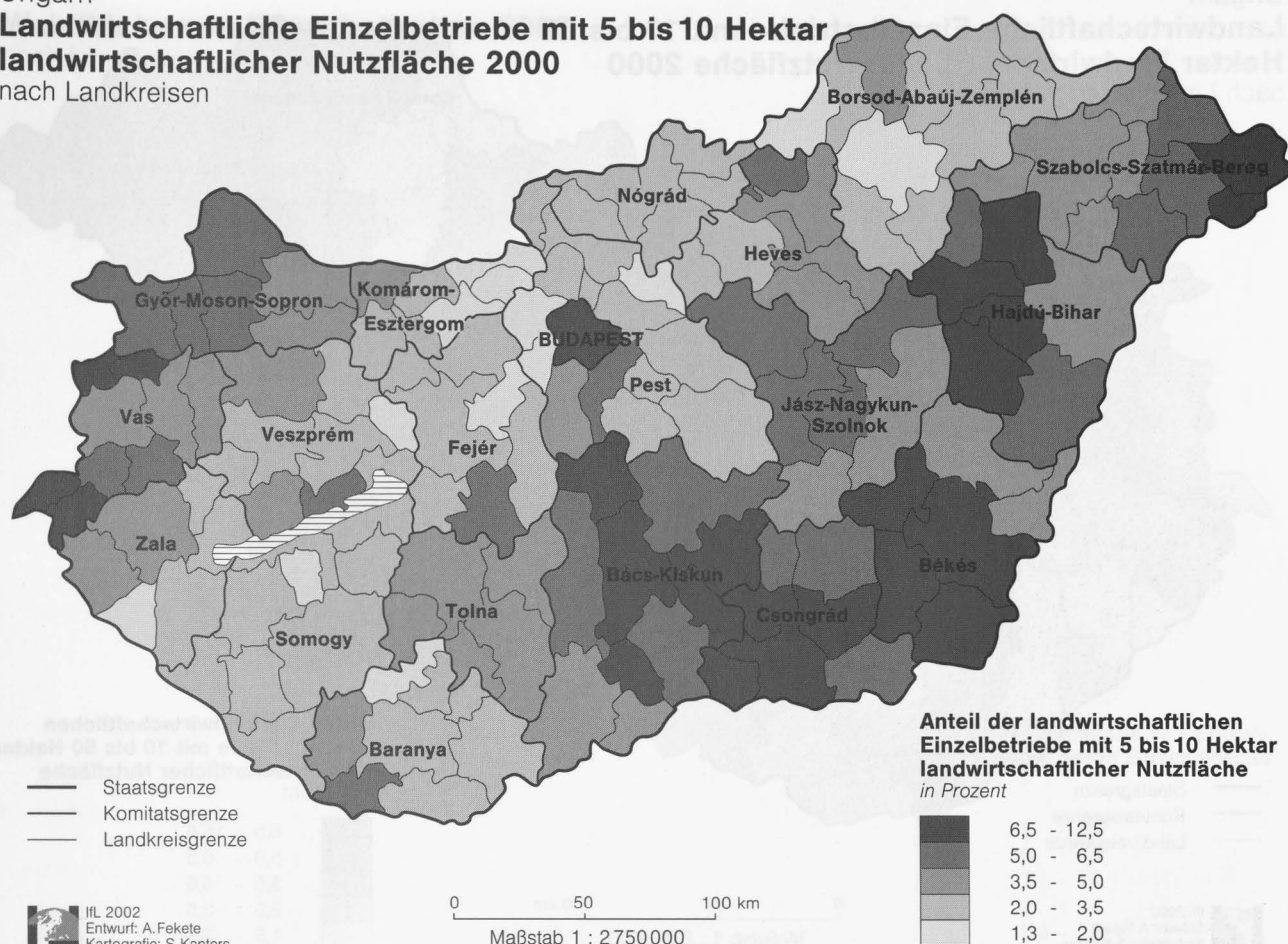 Ungarn
Landwirtschaftliche Einzelbetriebe mit 5 bis 10 Hektar
landwirtschaftlicher Nutzfläche 2000
nach Landkreisen
Borsod-Abaúj-Zemplén
Szabolcs-Szatmár-Bereg
Nógrád
Heves
Győr-Moson-Sopron
Komárom-
Esztergom
Hajdú-Bihar
BUDAPEST
Pest
Jász-Nagykun-
Szolnok
Vas
Veszprém
Fejér
Zala
Bács-Kiskun
Békés
Tolna
Csongrád
Somogy
Baranya
Staatsgrenze
Komitatsgrenze
Landkreisgrenze
Anteil der landwirtschaftlichen
Einzelbetriebe mit 5 bis 10 Hektar
landwirtschaftlicher Nutzfläche
in Prozent
6,5 - 12,5
5,0 - 6,5
3,5 - 5,0
2,0 - 3,5
1,3 - 2,0
IfL 2002
Entwurf: A.Fekete
Kartografie: S.Kanters
0 50 100 km
Maßstab 1 : 2750000